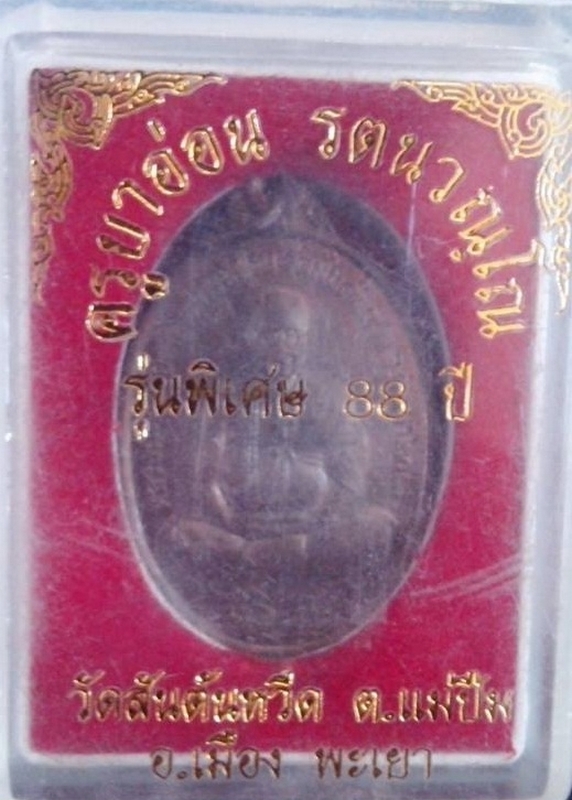 ครูบาอ่อน รตนวณฺโณ
รุ่นพิเศษ 88 ปี
วัดสันต้นหวีด ต.แม่ปืม
อ.เมือง พะเยา